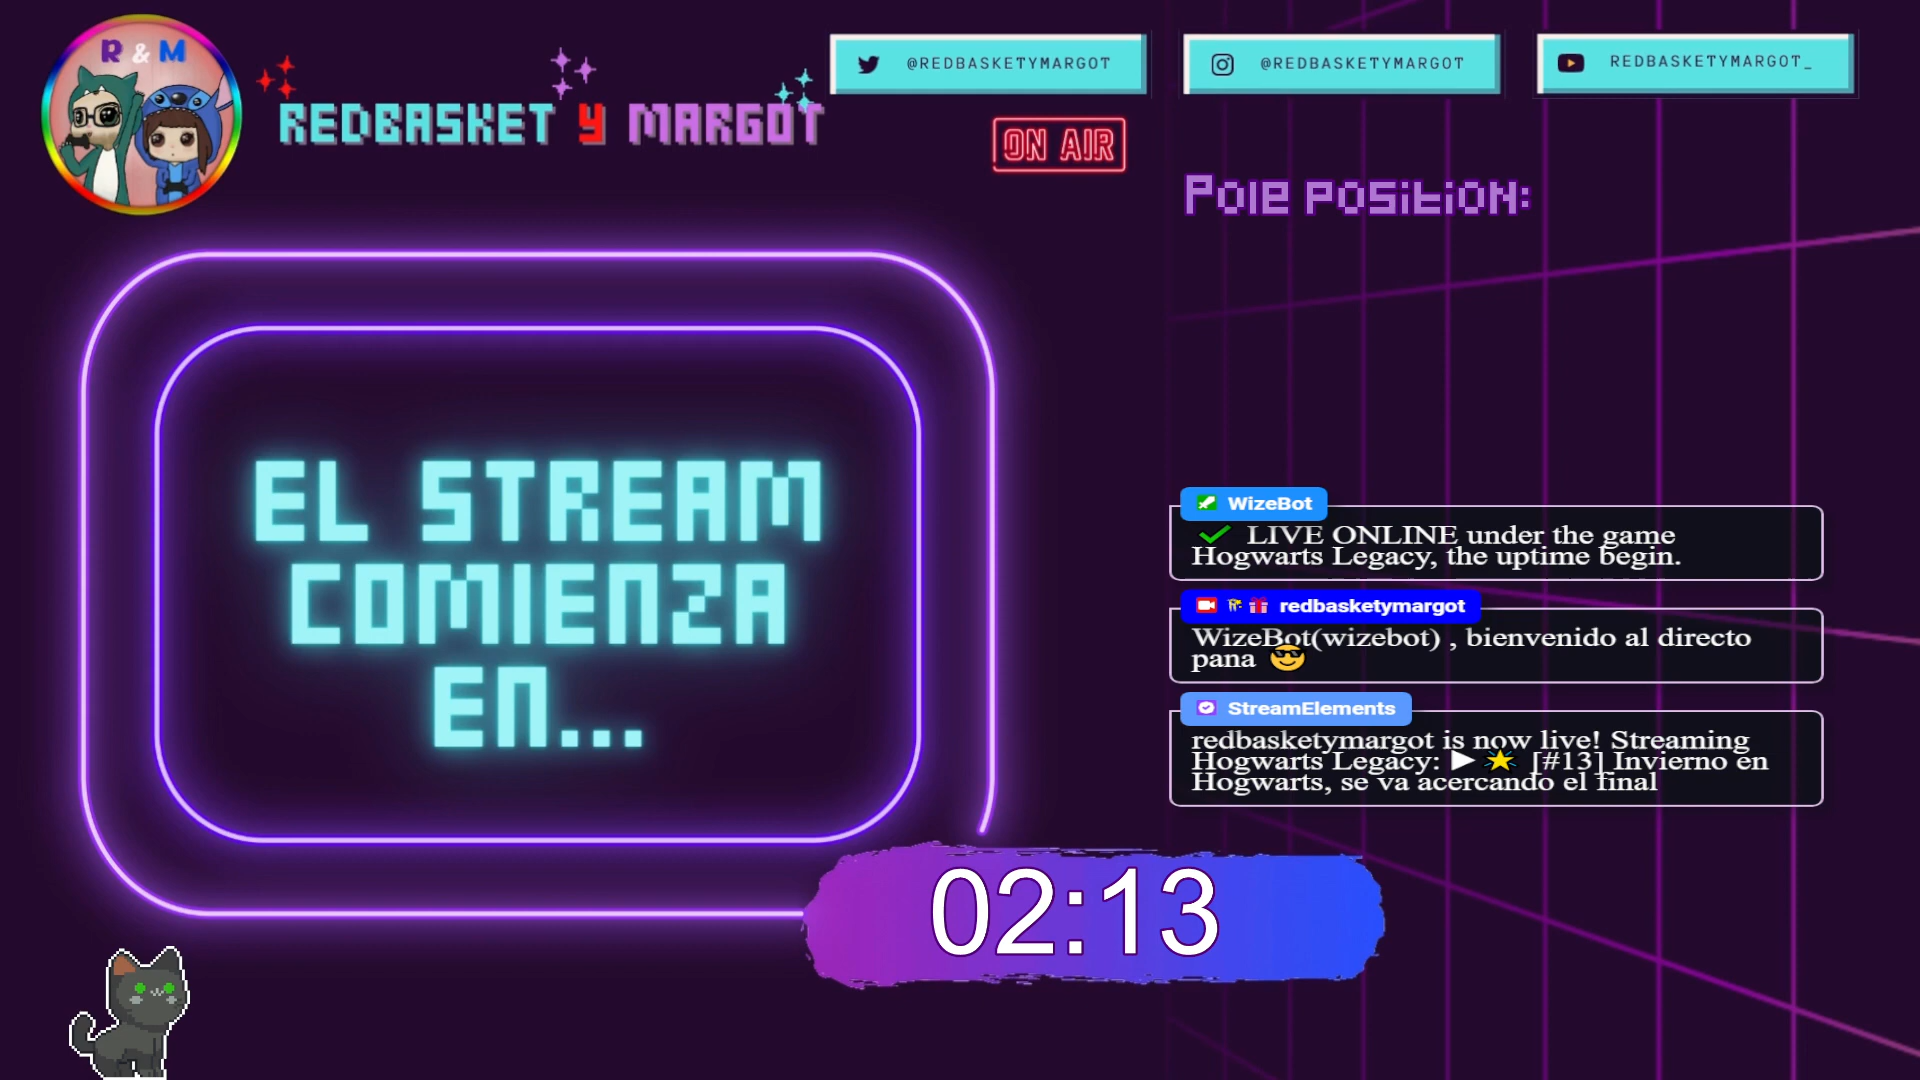 R & M
REDBASKET Y MARGOT
@REDBASKETYMARGOT
@REDBASKETYMARGOT
REDBASKETYMARGOT_
ON AIR
Pole Position:
EL STREAM
COMIENZA
EN...
WizeBot
✔ LIVE ONLINE under the game
Hogwarts Legacy, the uptime begin.
redbasketymargot
WizeBot(wizebot) , bienvenido al directo
pana 😎
StreamElements
redbasketymargot is now live! Streaming
Hogwarts Legacy: ▶ 🌟 [#13] Invierno en
Hogwarts, se va acercando el final
02:13